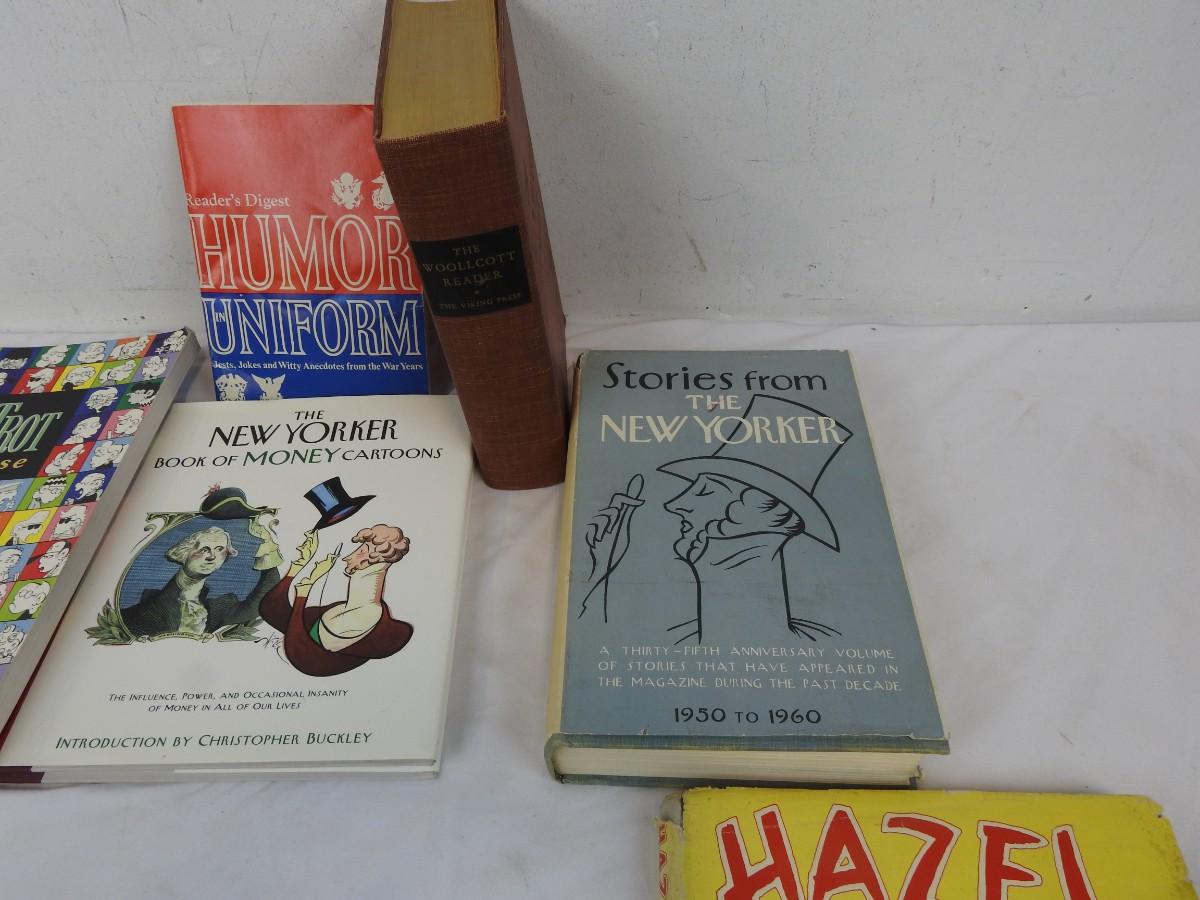 Reader's Digest
HUMOR
IN
UNIFORM
Jests, Jokes and Witty Anecdotes from the War Years
THE
WOOLLCOTT
READER
THE VIKING PRESS
TROT
THE
NEW YORKER
BOOK OF MONEY CARTOONS
WASHINGTON
THE INFLUENCE, POWER, AND OCCASIONAL INSANITY
OF MONEY IN ALL OF OUR LIVES
INTRODUCTION BY CHRISTOPHER BUCKLEY
Stories from
THE
NEW YORKER
A THIRTY-FIFTH ANNIVERSARY VOLUME
OF STORIES THAT HAVE APPEARED IN
THE MAGAZINE DURING THE PAST DECADE
1950 TO 1960
HAZEL